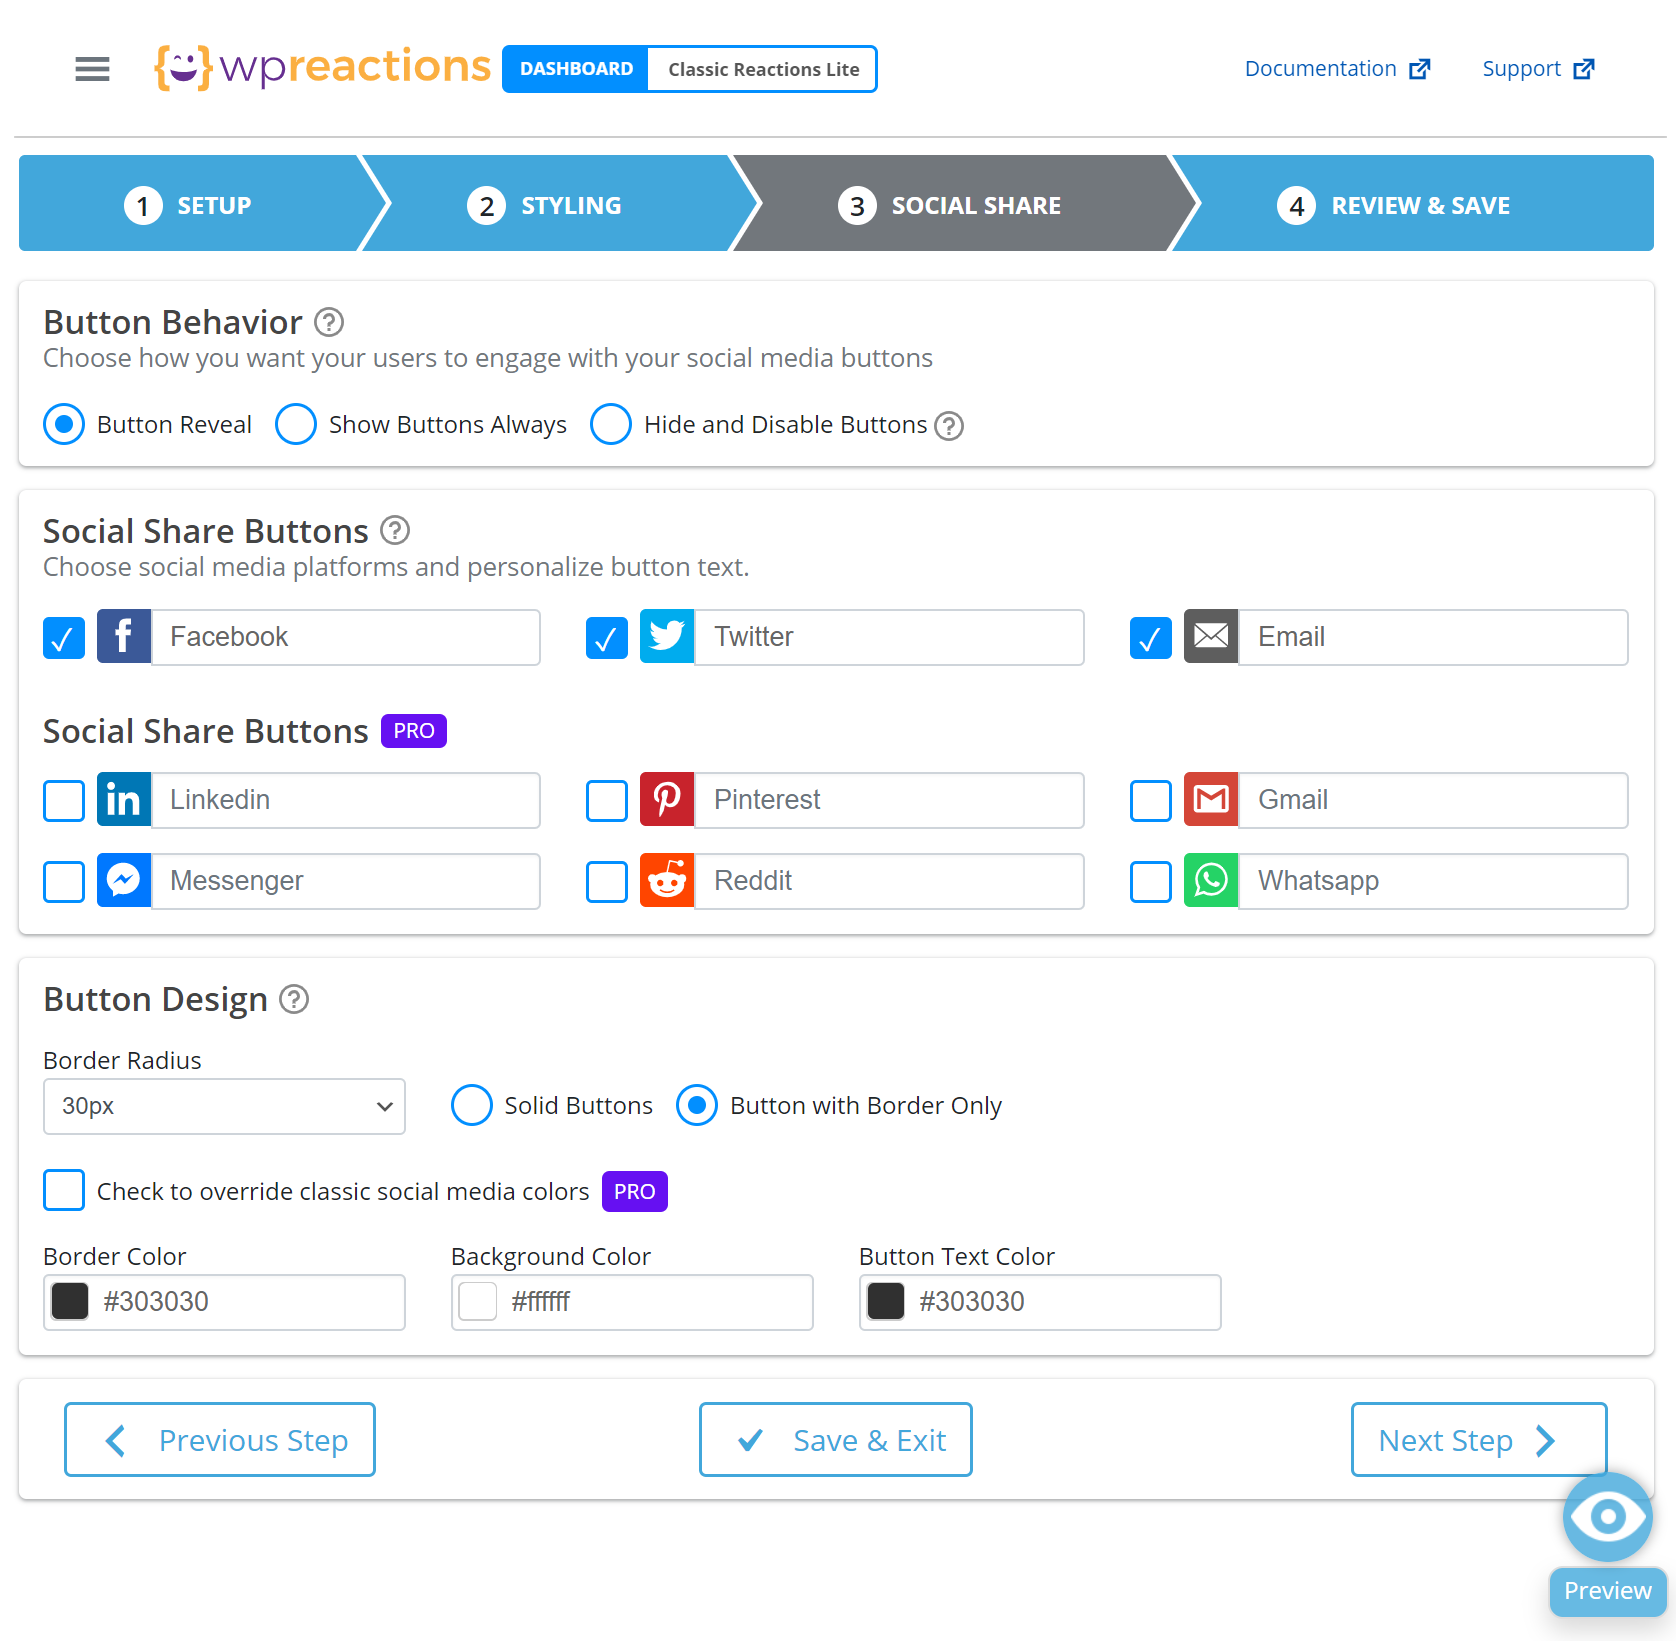 wpreactions DASHBOARD Classic Reactions Lite Documentation Support
1 SETUP 2 STYLING 3 SOCIAL SHARE 4 REVIEW & SAVE
Button Behavior ?
Choose how you want your users to engage with your social media buttons
Button Reveal Show Buttons Always Hide and Disable Buttons ?
Social Share Buttons ?
Choose social media platforms and personalize button text.
Facebook Twitter Email
Social Share Buttons PRO
Linkedin Pinterest Gmail
Messenger Reddit Whatsapp
Button Design ?
Border Radius
30px Solid Buttons Button with Border Only
Check to override classic social media colors PRO
Border Color Background Color Button Text Color
#303030 #ffffff #303030
Previous Step Save & Exit Next Step
Preview